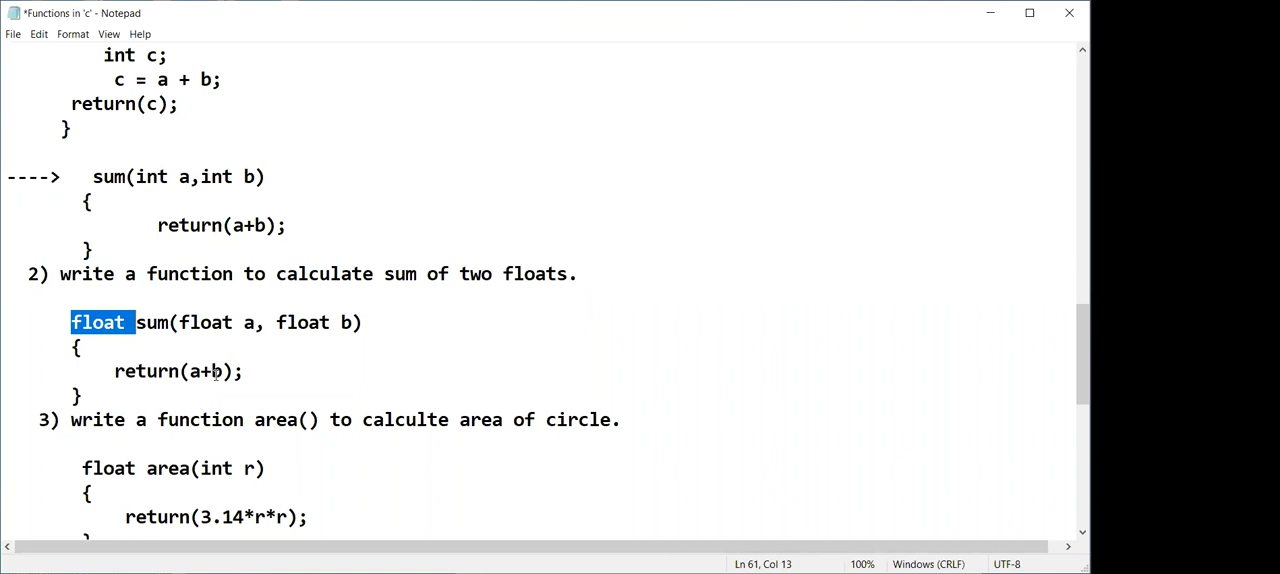 *Functions in 'c' - Notepad
File Edit Format View Help
int c;
c = a + b;
return(c);
}
----> sum(int a,int b)
{
return(a+b);
}
2) write a function to calculate sum of two floats.
float sum(float a, float b)
{
return(a+b);
}
3) write a function area() to calculte area of circle.
float area(int r)
{
return(3.14*r*r);
}
Ln 61, Col 13 100% Windows (CRLF) UTF-8